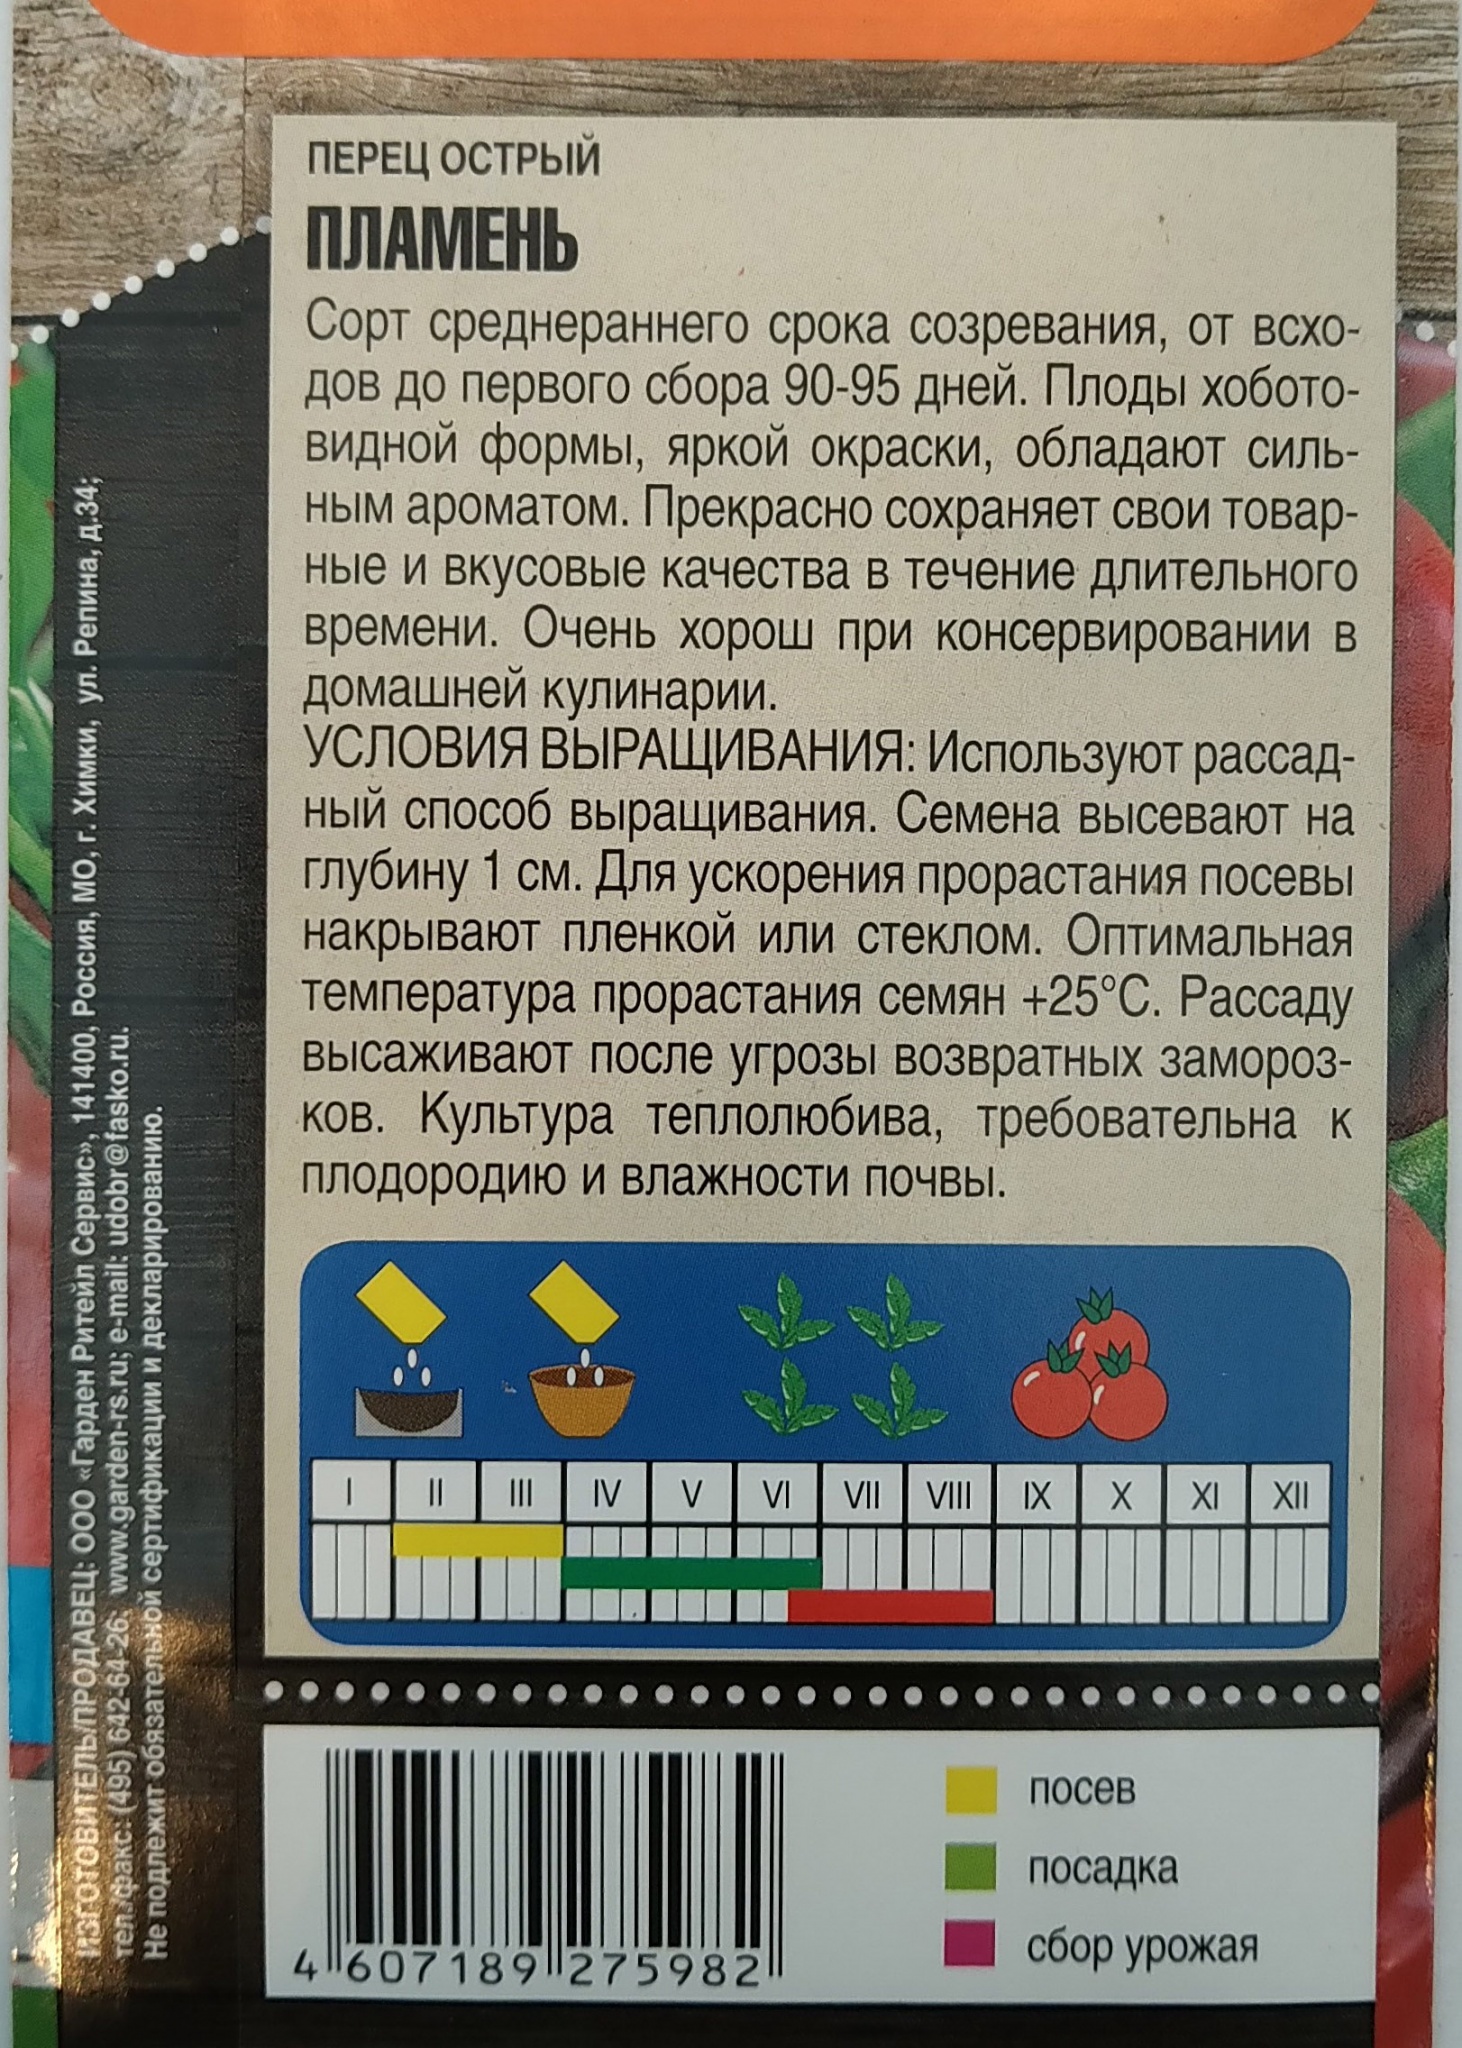 ПЕРЕЦ ОСТРЫЙ
ПЛАМЕНЬ
Сорт среднераннего срока созревания, от всхо-
дов до первого сбора 90-95 дней. Плоды хобото-
видной формы, яркой окраски, обладают силь-
ным ароматом. Прекрасно сохраняет свои товар-
ные и вкусовые качества в течение длительного
времени. Очень хорош при консервировании в
домашней кулинарии.
УСЛОВИЯ ВЫРАЩИВАНИЯ: Используют рассад-
ный способ выращивания. Семена высевают на
глубину 1 см. Для ускорения прорастания посевы
накрывают пленкой или стеклом. Оптимальная
температура прорастания семян +25°С. Рассаду
высаживают после угрозы возвратных замороз-
ков. Культура теплолюбива, требовательна к
плодородию и влажности почвы.
I II III IV V VI VII VIII IX X XI XII
посев
посадка
сбор урожая
4 607189 275982
ИЗГОТОВИТЕЛЬ/ПРОДАВЕЦ: ООО «Гарден Ритейл Сервис», 141400, Россия, МО, г. Химки, ул. Репина, д.34;
тел/факс: (495) 642-64-26; www.garden-rs.ru; e-mail: udobr@fasko.ru.
Не подлежит обязательной сертификации и декларированию.